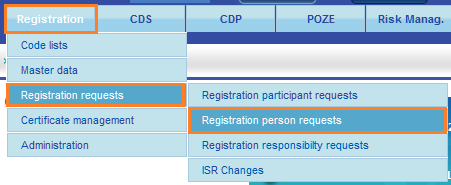 Registration CDS CDP POZE Risk Manag.
Code lists
Master data
Registration requests
Registration participant requests
Certificate management
Registration person requests
Administration
Registration responsibilty requests
ISR Changes